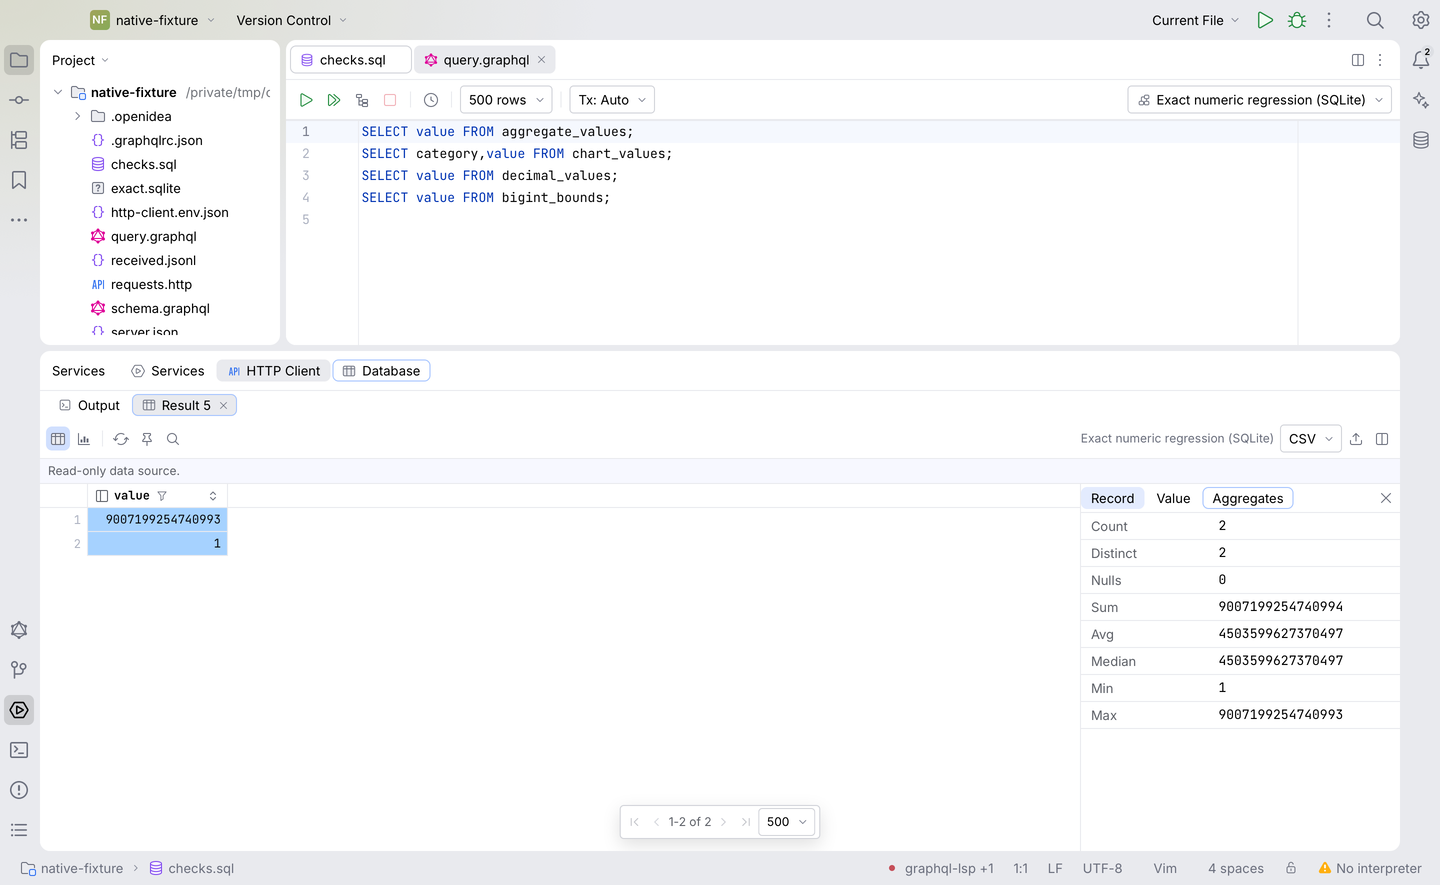 NF native-fixture Version Control Current File
Project
native-fixture /private/tmp/c
.openidea
.graphqlrc.json
checks.sql
exact.sqlite
http-client.env.json
query.graphql
received.jsonl
API requests.http
schema.graphql
server.json
checks.sql query.graphql
500 rows Tx: Auto Exact numeric regression (SQLite)
1 SELECT value FROM aggregate_values;
2 SELECT category,value FROM chart_values;
3 SELECT value FROM decimal_values;
4 SELECT value FROM bigint_bounds;
5
2
Services Services API HTTP Client Database
Output Result 5
Exact numeric regression (SQLite) CSV
Read-only data source.
value
1 9007199254740993
2 1
Record Value Aggregates
Count 2
Distinct 2
Nulls 0
Sum 9007199254740994
Avg 4503599627370497
Median 4503599627370497
Min 1
Max 9007199254740993
1-2 of 2 500
native-fixture checks.sql graphql-lsp +1 1:1 LF UTF-8 Vim 4 spaces No interpreter